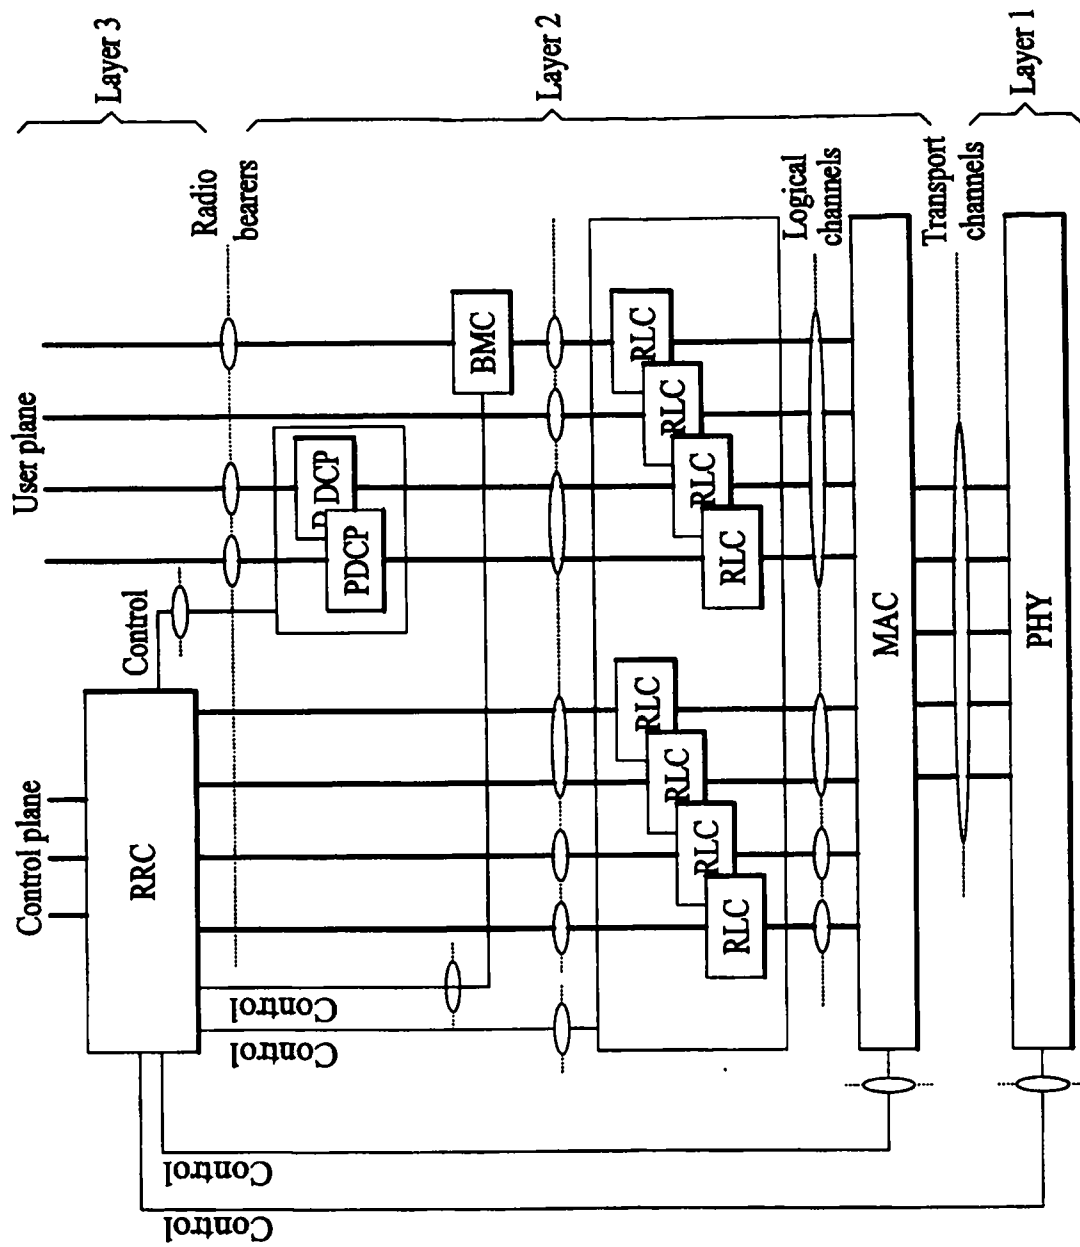 Control plane
User plane
Layer 3
RRC
Control
Radio
bearers
PDCP
PDCP
Control
Control
BMC
Layer 2
RLC
RLC
RLC
RLC
RLC
RLC
RLC
RLC
Logical
channels
MAC
Control
Transport
channels
PHY
Layer 1
Control